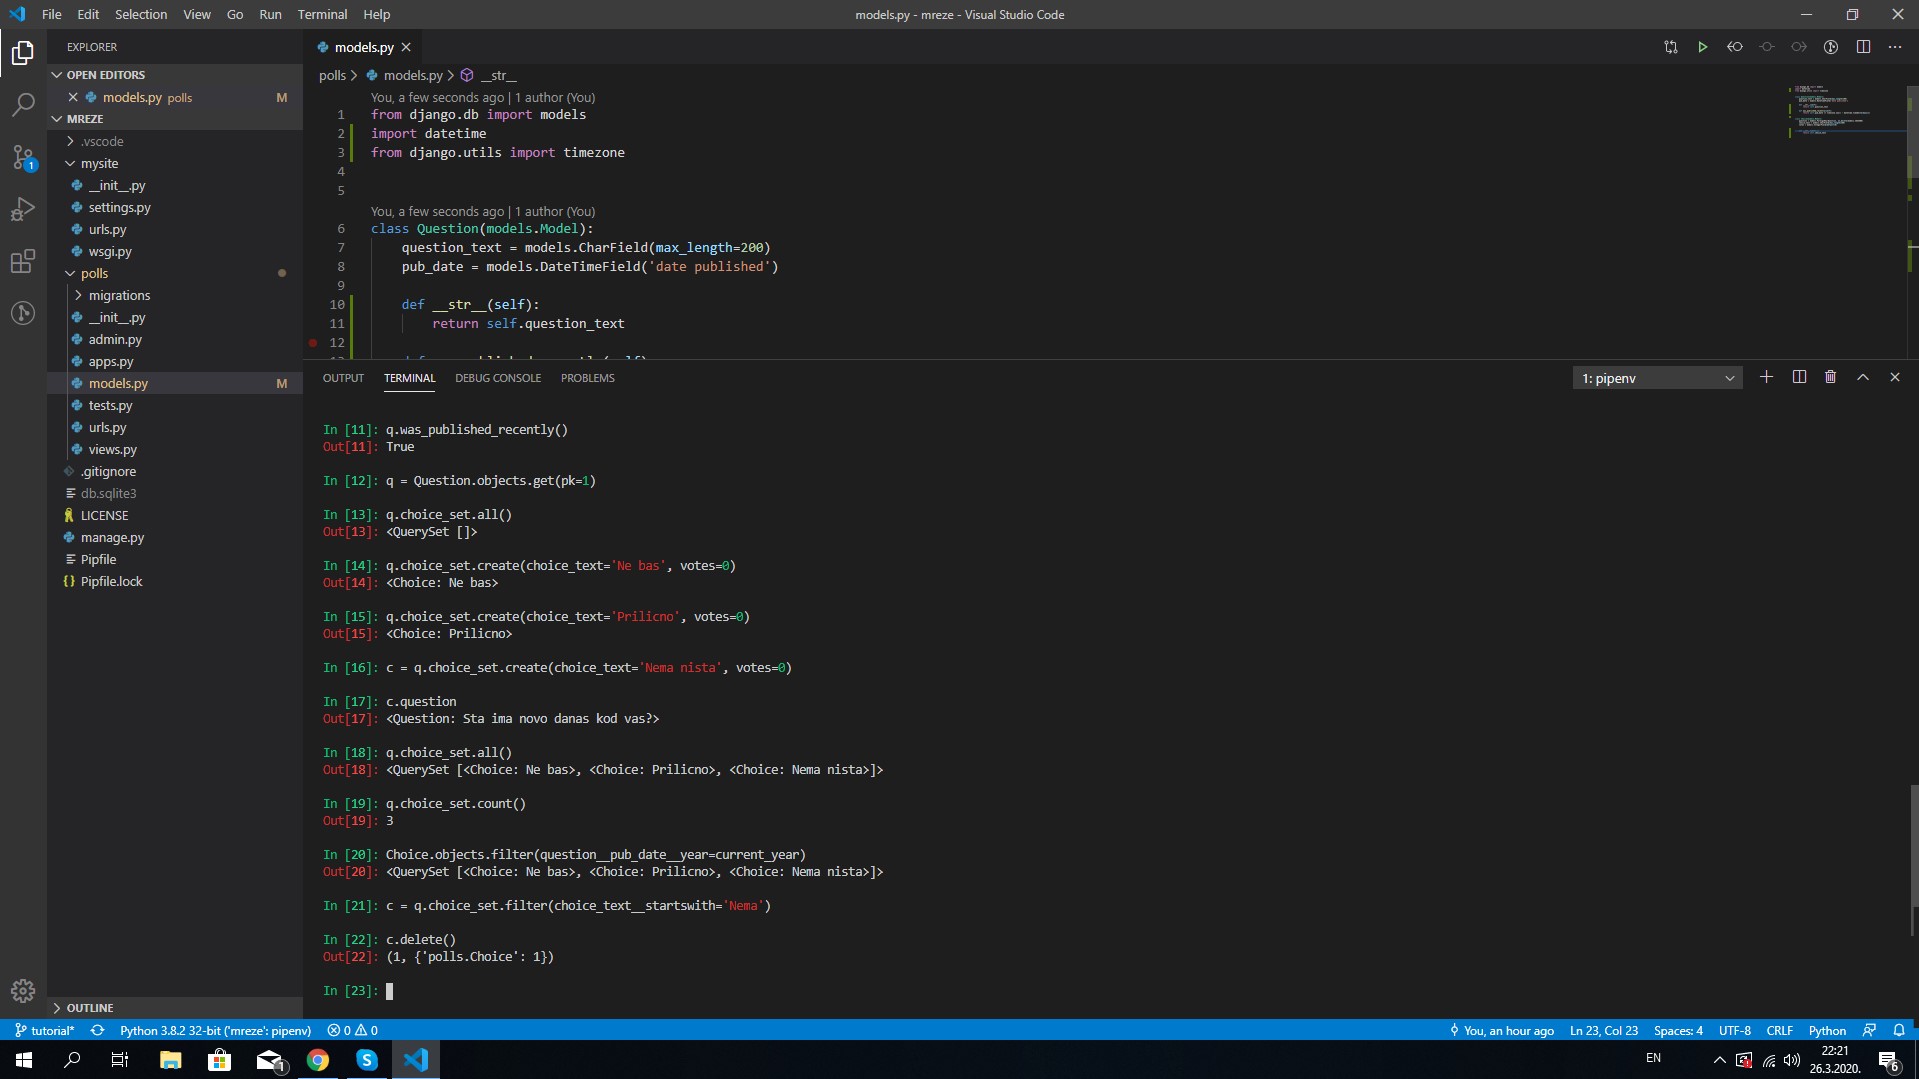 File Edit Selection View Go Run Terminal Help
models.py - mreze - Visual Studio Code
EXPLORER
OPEN EDITORS
models.py polls M
MREZE
.vscode
mysite
__init__.py
settings.py
urls.py
wsgi.py
polls
migrations
__init__.py
admin.py
apps.py
models.py M
tests.py
urls.py
views.py
.gitignore
db.sqlite3
LICENSE
manage.py
Pipfile
Pipfile.lock
OUTLINE
models.py
polls > models.py > __str__
You, a few seconds ago | 1 author (You)
1 from django.db import models
2 import datetime
3 from django.utils import timezone
4
5
You, a few seconds ago | 1 author (You)
6 class Question(models.Model):
7 question_text = models.CharField(max_length=200)
8 pub_date = models.DateTimeField('date published')
9
10 def __str__(self):
11 return self.question_text
12
OUTPUT TERMINAL DEBUG CONSOLE PROBLEMS
1: pipenv
In [11]: q.was_published_recently()
Out[11]: True
In [12]: q = Question.objects.get(pk=1)
In [13]: q.choice_set.all()
Out[13]: <QuerySet []>
In [14]: q.choice_set.create(choice_text='Ne bas', votes=0)
Out[14]: <Choice: Ne bas>
In [15]: q.choice_set.create(choice_text='Prilicno', votes=0)
Out[15]: <Choice: Prilicno>
In [16]: c = q.choice_set.create(choice_text='Nema nista', votes=0)
In [17]: c.question
Out[17]: <Question: Sta ima novo danas kod vas?>
In [18]: q.choice_set.all()
Out[18]: <QuerySet [<Choice: Ne bas>, <Choice: Prilicno>, <Choice: Nema nista>]>
In [19]: q.choice_set.count()
Out[19]: 3
In [20]: Choice.objects.filter(question__pub_date__year=current_year)
Out[20]: <QuerySet [<Choice: Ne bas>, <Choice: Prilicno>, <Choice: Nema nista>]>
In [21]: c = q.choice_set.filter(choice_text__startswith='Nema')
In [22]: c.delete()
Out[22]: (1, {'polls.Choice': 1})
In [23]:
tutorial* Python 3.8.2 32-bit ('mreze': pipenv) 0 0
You, an hour ago Ln 23, Col 23 Spaces: 4 UTF-8 CRLF Python
1
EN
22:21
26.3.2020.
6